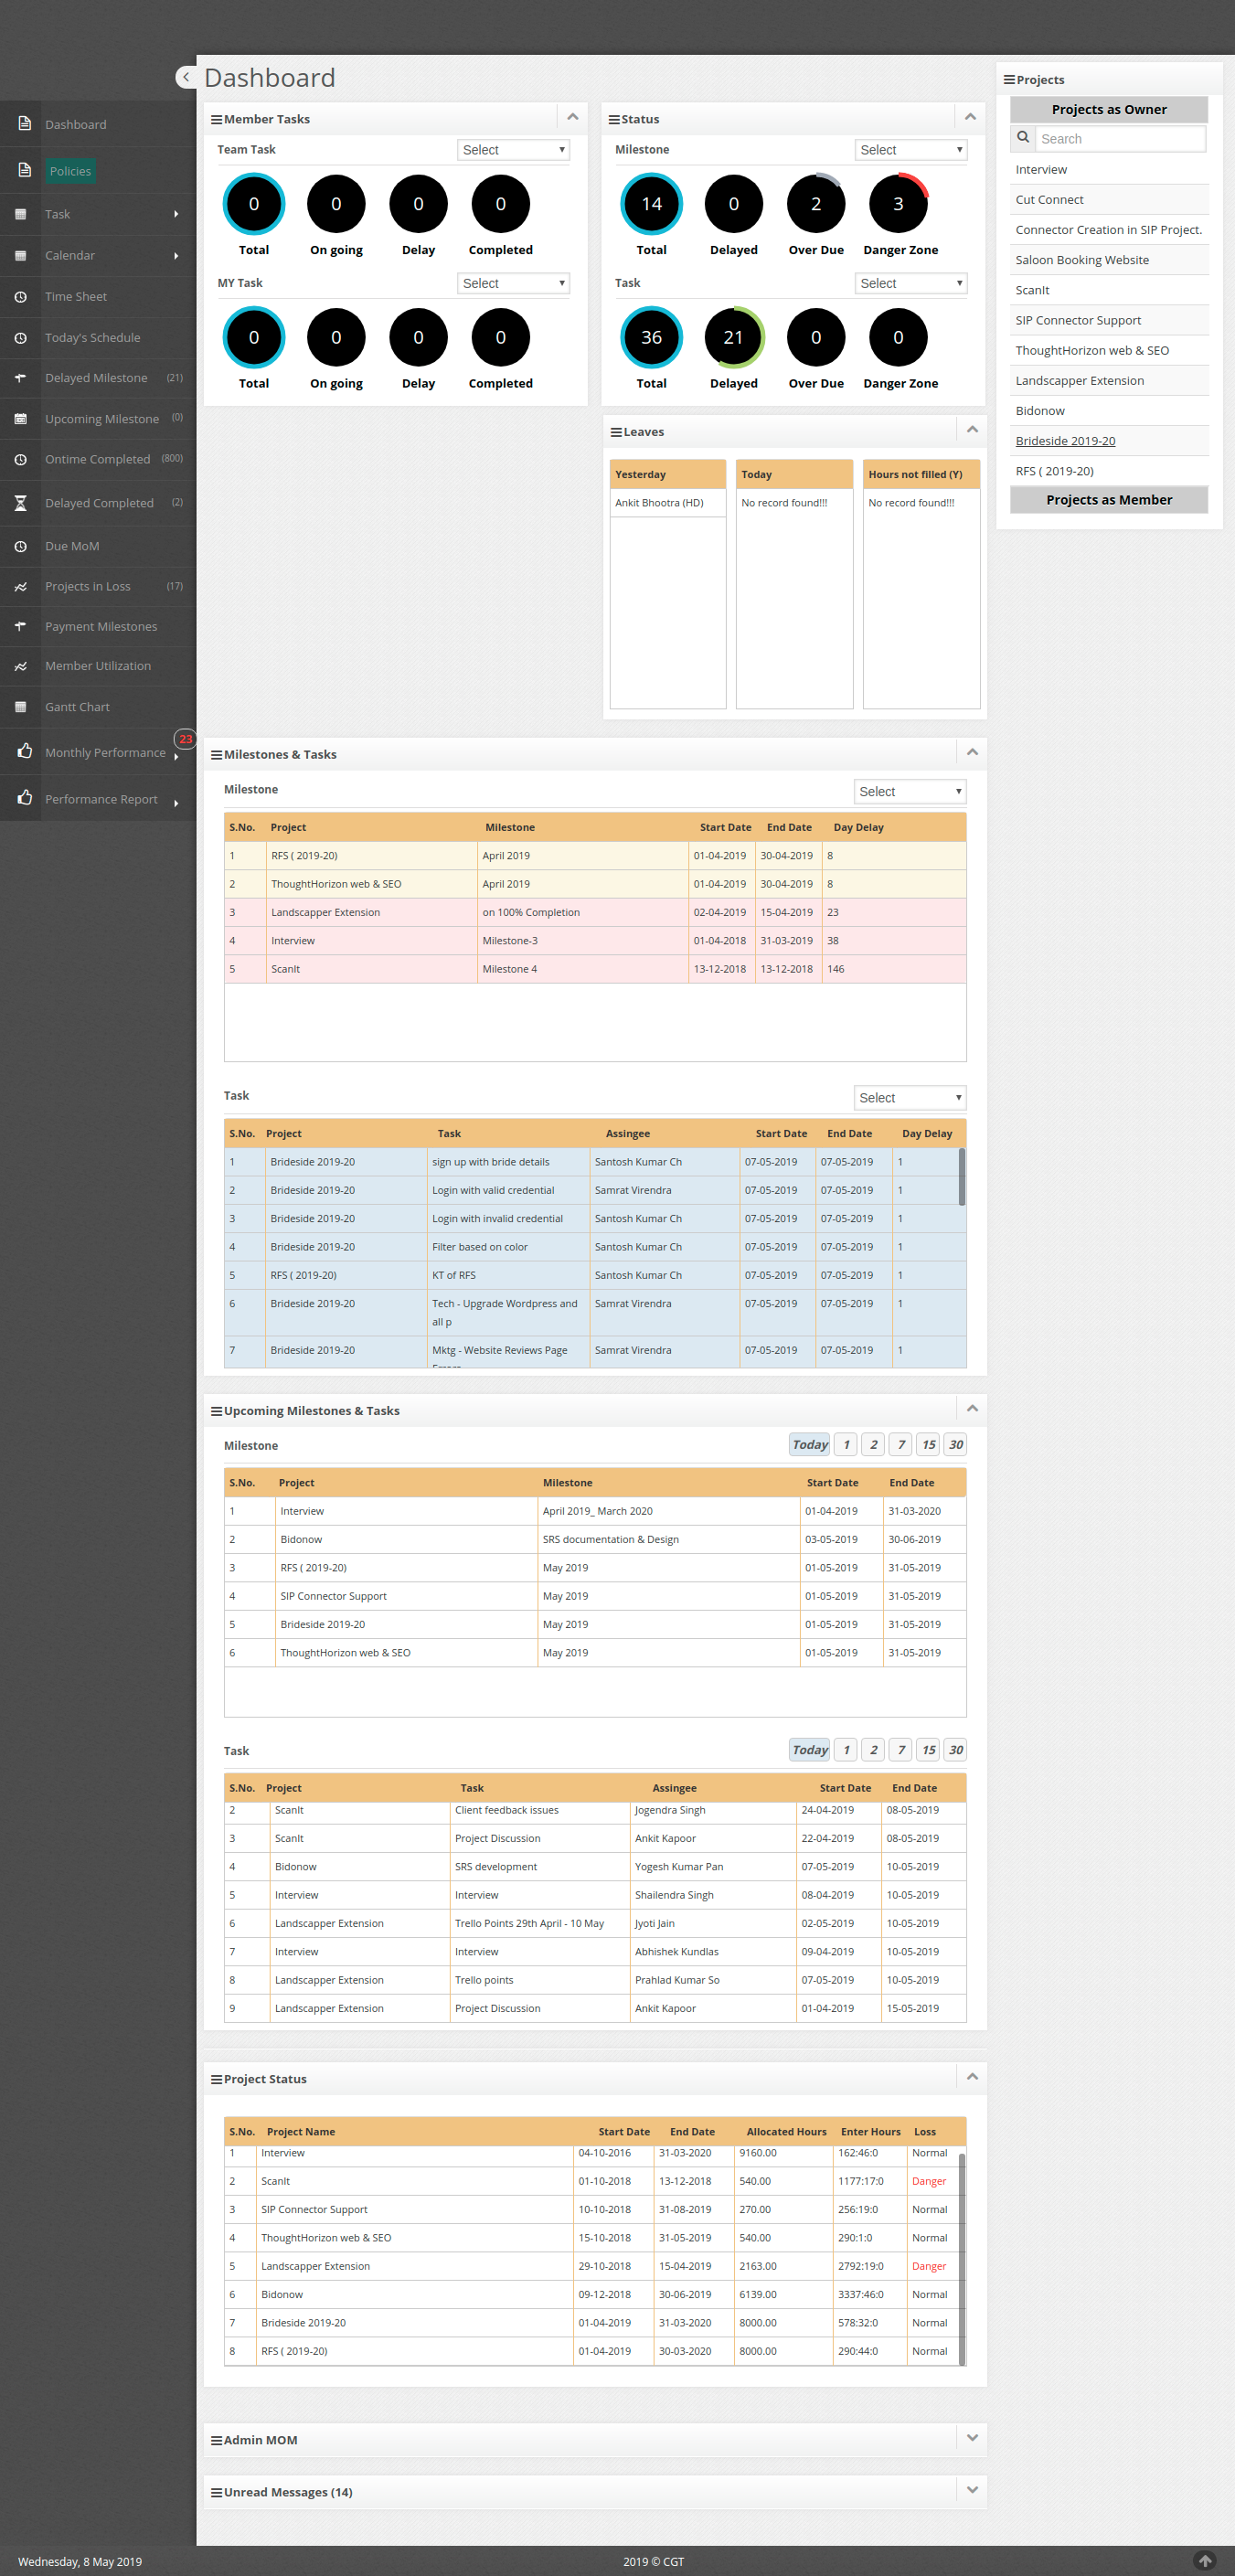 Dashboard
Dashboard
Policies
Task
Calendar
Time Sheet
Today's Schedule
Delayed Milestone (21)
Upcoming Milestone (0)
Ontime Completed (800)
Delayed Completed (2)
Due MoM
Projects in Loss (17)
Payment Milestones
Member Utilization
Gantt Chart
Monthly Performance 23
Performance Report
Member Tasks
Team Task Select
0 0 0 0
Total On going Delay Completed
MY Task Select
0 0 0 0
Total On going Delay Completed
Status
Milestone Select
14 0 2 3
Total Delayed Over Due Danger Zone
Task Select
36 21 0 0
Total Delayed Over Due Danger Zone
Projects
Projects as Owner
Search
Interview
Cut Connect
Connector Creation in SIP Project.
Saloon Booking Website
ScanIt
SIP Connector Support
ThoughtHorizon web & SEO
Landscapper Extension
Bidonow
Brideside 2019-20
RFS ( 2019-20)
Projects as Member
Leaves
Yesterday Today Hours not filled (Y)
Ankit Bhootra (HD) No record found!!! No record found!!!
Milestones & Tasks
Milestone Select
S.No. Project Milestone Start Date End Date Day Delay
1 RFS ( 2019-20) April 2019 01-04-2019 30-04-2019 8
2 ThoughtHorizon web & SEO April 2019 01-04-2019 30-04-2019 8
3 Landscapper Extension on 100% Completion 02-04-2019 15-04-2019 23
4 Interview Milestone-3 01-04-2018 31-03-2019 38
5 ScanIt Milestone 4 13-12-2018 13-12-2018 146
Task Select
S.No. Project Task Assingee Start Date End Date Day Delay
1 Brideside 2019-20 sign up with bride details Santosh Kumar Ch 07-05-2019 07-05-2019 1
2 Brideside 2019-20 Login with valid credential Samrat Virendra 07-05-2019 07-05-2019 1
3 Brideside 2019-20 Login with invalid credential Santosh Kumar Ch 07-05-2019 07-05-2019 1
4 Brideside 2019-20 Filter based on color Santosh Kumar Ch 07-05-2019 07-05-2019 1
5 RFS ( 2019-20) KT of RFS Santosh Kumar Ch 07-05-2019 07-05-2019 1
6 Brideside 2019-20 Tech - Upgrade Wordpress and Samrat Virendra 07-05-2019 07-05-2019 1
all p
7 Brideside 2019-20 Mktg - Website Reviews Page Samrat Virendra 07-05-2019 07-05-2019 1
Upcoming Milestones & Tasks
Milestone Today 1 2 7 15 30
S.No. Project Milestone Start Date End Date
1 Interview April 2019_ March 2020 01-04-2019 31-03-2020
2 Bidonow SRS documentation & Design 03-05-2019 30-06-2019
3 RFS ( 2019-20) May 2019 01-05-2019 31-05-2019
4 SIP Connector Support May 2019 01-05-2019 31-05-2019
5 Brideside 2019-20 May 2019 01-05-2019 31-05-2019
6 ThoughtHorizon web & SEO May 2019 01-05-2019 31-05-2019
Task Today 1 2 7 15 30
S.No. Project Task Assingee Start Date End Date
2 ScanIt Client feedback issues Jogendra Singh 24-04-2019 08-05-2019
3 ScanIt Project Discussion Ankit Kapoor 22-04-2019 08-05-2019
4 Bidonow SRS development Yogesh Kumar Pan 07-05-2019 10-05-2019
5 Interview Interview Shailendra Singh 08-04-2019 10-05-2019
6 Landscapper Extension Trello Points 29th April - 10 May Jyoti Jain 02-05-2019 10-05-2019
7 Interview Interview Abhishek Kundlas 09-04-2019 10-05-2019
8 Landscapper Extension Trello points Prahlad Kumar So 07-05-2019 10-05-2019
9 Landscapper Extension Project Discussion Ankit Kapoor 01-04-2019 15-05-2019
Project Status
S.No. Project Name Start Date End Date Allocated Hours Enter Hours Loss
1 Interview 04-10-2016 31-03-2020 9160.00 162:46:0 Normal
2 ScanIt 01-10-2018 13-12-2018 540.00 1177:17:0 Danger
3 SIP Connector Support 10-10-2018 31-08-2019 270.00 256:19:0 Normal
4 ThoughtHorizon web & SEO 15-10-2018 31-05-2019 540.00 290:1:0 Normal
5 Landscapper Extension 29-10-2018 15-04-2019 2163.00 2792:19:0 Danger
6 Bidonow 09-12-2018 30-06-2019 6139.00 3337:46:0 Normal
7 Brideside 2019-20 01-04-2019 31-03-2020 8000.00 578:32:0 Normal
8 RFS ( 2019-20) 01-04-2019 30-03-2020 8000.00 290:44:0 Normal
Admin MOM
Unread Messages (14)
Wednesday, 8 May 2019 2019 © CGT